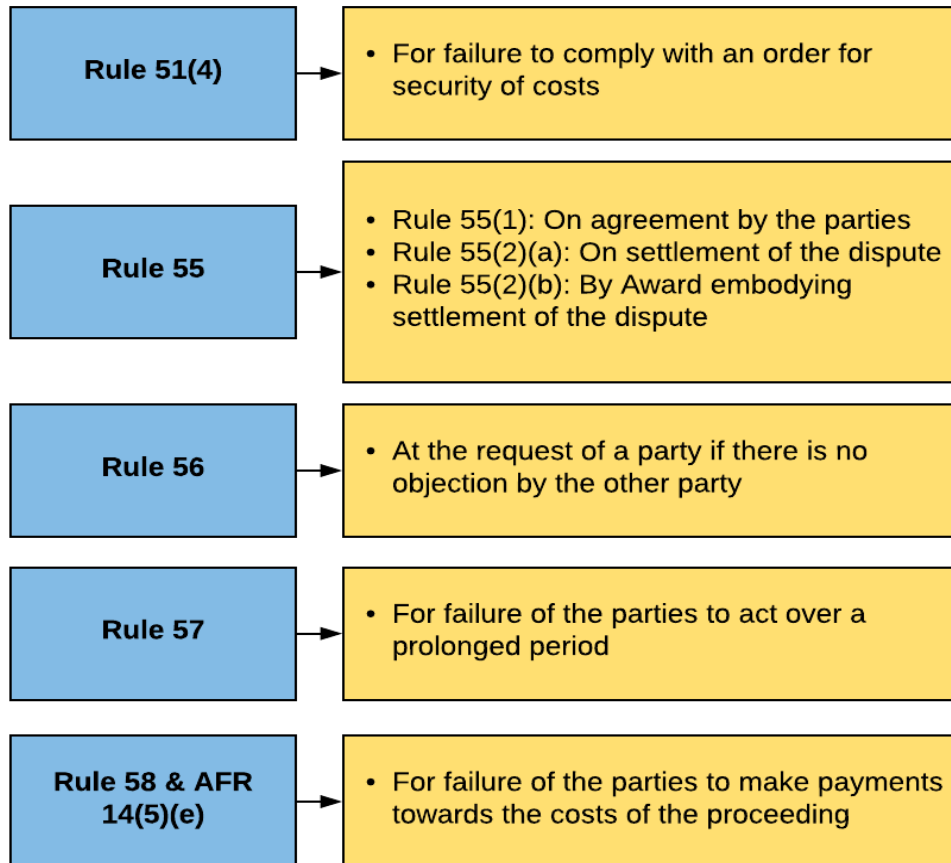 Rule 51(4)
• For failure to comply with an order for
security of costs
Rule 55
• Rule 55(1): On agreement by the parties
• Rule 55(2)(a): On settlement of the dispute
• Rule 55(2)(b): By Award embodying
settlement of the dispute
Rule 56
• At the request of a party if there is no
objection by the other party
Rule 57
• For failure of the parties to act over a
prolonged period
Rule 58 & AFR
14(5)(e)
• For failure of the parties to make payments
towards the costs of the proceeding